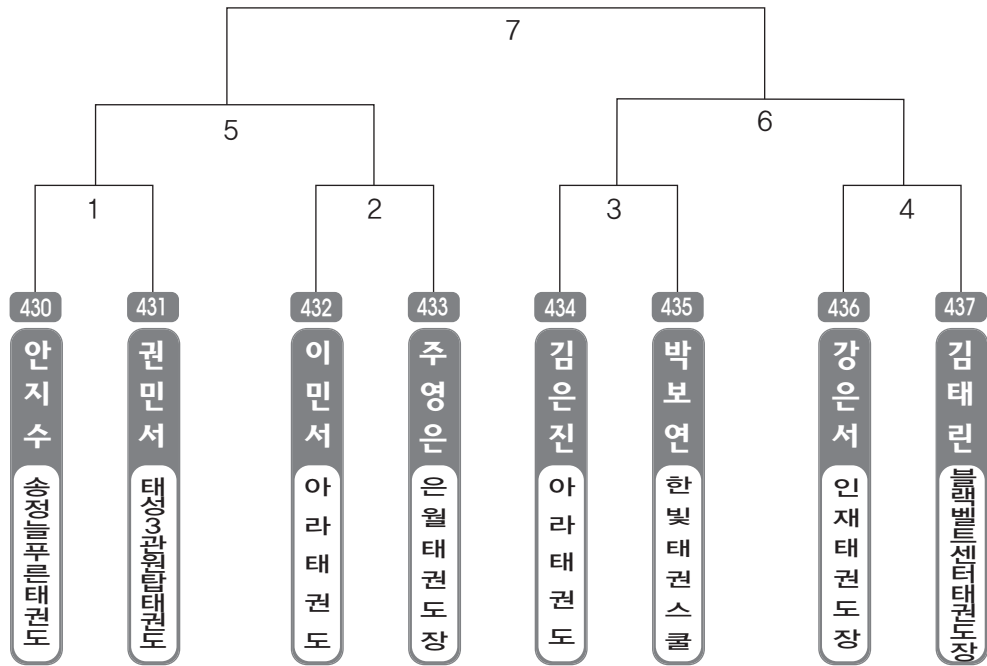 7
5
6
1
2
3
4
430
안지수
송정늘푸른태권도
431
권민서
태성3관원탑태권도
432
이민서
아라태권도
433
주영은
은월태권도장
434
김은진
아라태권도
435
박보연
한빛태권스쿨
436
강은서
인재태권도장
437
김태린
블랙벨트센터태권도장